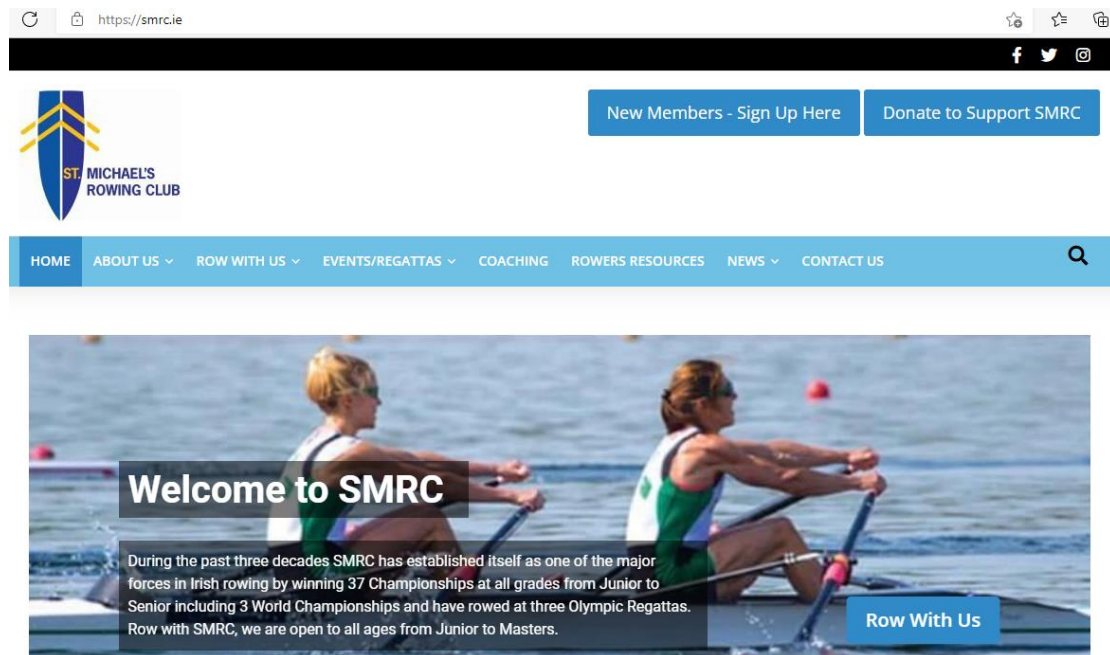 https://smrc.ie
New Members - Sign Up Here
Donate to Support SMRC
ST. MICHAEL'S
ROWING CLUB
HOME ABOUT US ROW WITH US EVENTS/REGATTAS COACHING ROWERS RESOURCES NEWS CONTACT US
Welcome to SMRC
During the past three decades SMRC has established itself as one of the major
forces in Irish rowing by winning 37 Championships at all grades from Junior to
Senior including 3 World Championships and have rowed at three Olympic Regattas.
Row with SMRC, we are open to all ages from Junior to Masters.
Row With Us